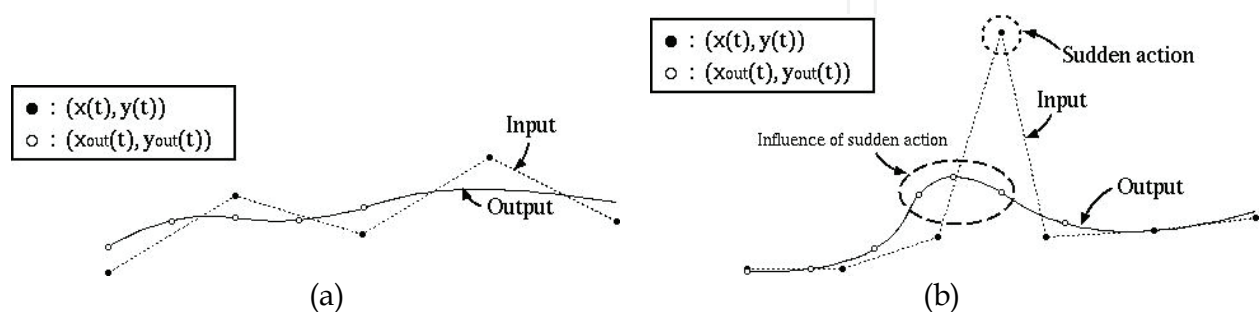 ● : (x(t), y(t))
○ : (xout(t), yout(t))
Input
Output
(a)
● : (x(t), y(t))
○ : (xout(t), yout(t))
Sudden action
Input
Influence of sudden action
Output
(b)